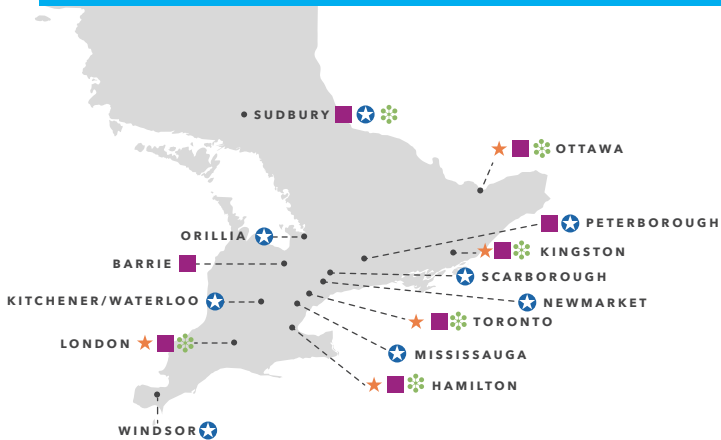 SUDBURY
OTTAWA
PETERBOROUGH
ORILLIA
KINGSTON
BARRIE
SCARBOROUGH
KITCHENER/WATERLOO
NEWMARKET
TORONTO
LONDON
MISSISSAUGA
HAMILTON
WINDSOR